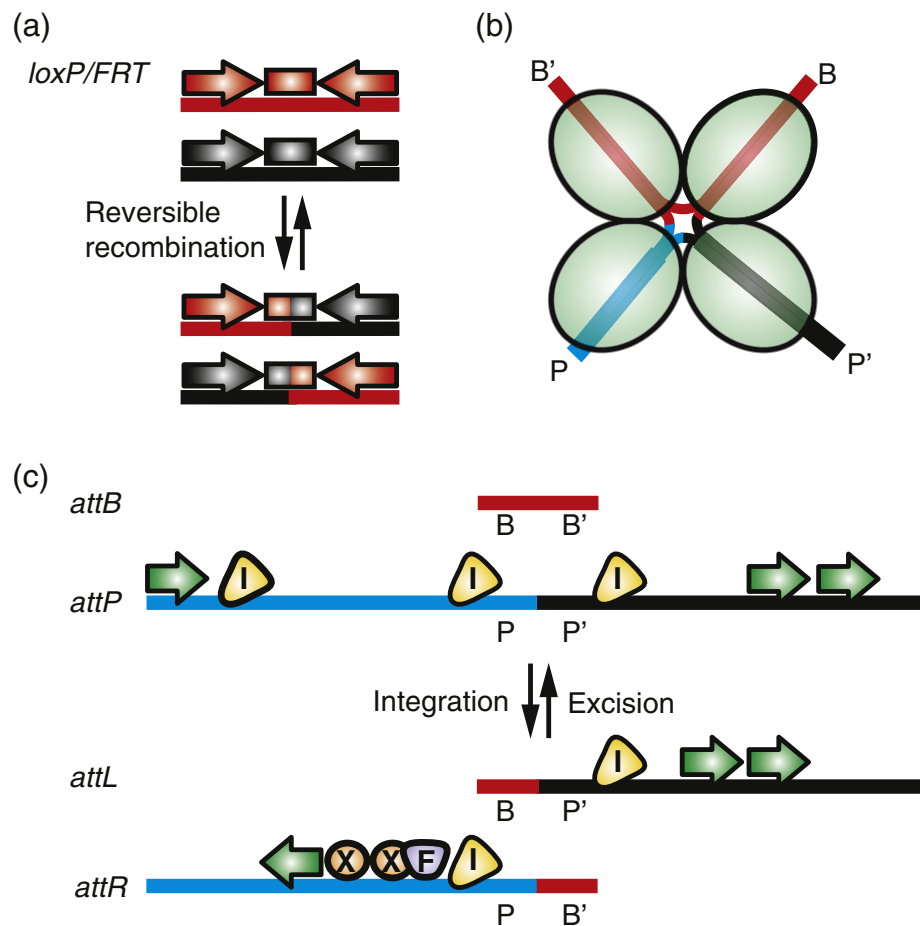 (a)
loxP/FRT
Reversible
recombination
(b)
B' B
P P'
(c)
attB
B B'
I I I
attP
P P'
Integration Excision
I
attL
B P'
X X F I
attR
P B'